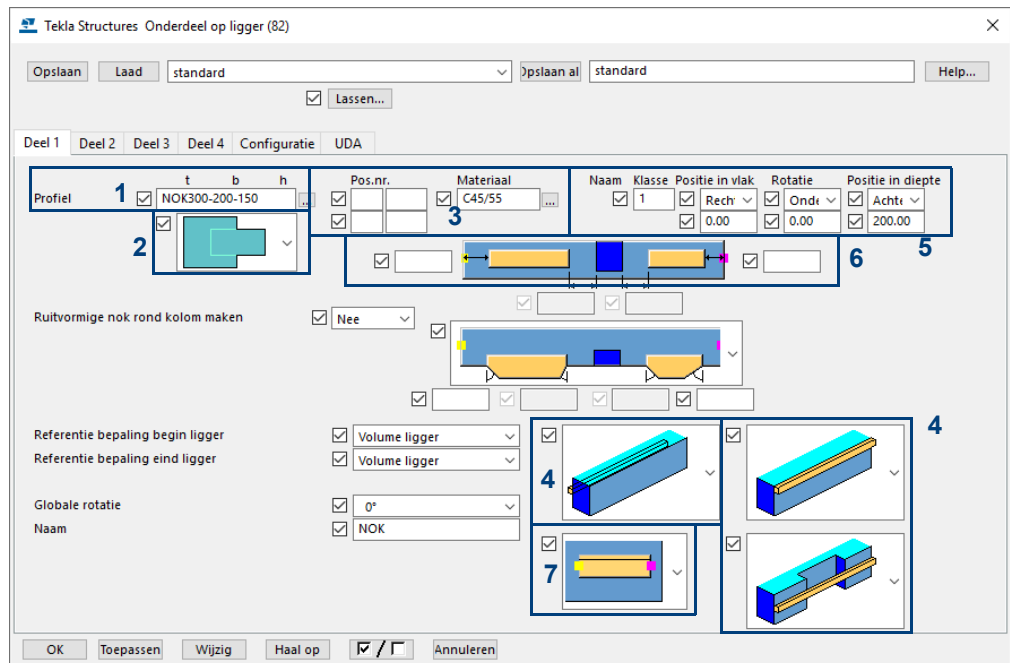 Tekla Structures Onderdeel op ligger (82)
Opslaan Laad standard Opslaan al standard Help...
Lassen...
Deel 1 Deel 2 Deel 3 Deel 4 Configuratie UDA
t b h Pos.nr. Materiaal Naam Klasse Positie in vlak Rotatie Positie in diepte
Profiel 1 NOK300-200-150 ... C45/55 ... 1 Rech Onde Achte
2 3 0.00 0.00 200.00
5
6
Ruitvormige nok rond kolom maken Nee
Referentie bepaling begin ligger Volume ligger
Referentie bepaling eind ligger Volume ligger
4 4
Globale rotatie 0°
Naam NOK
7
OK Toepassen Wijzig Haal op / Annuleren